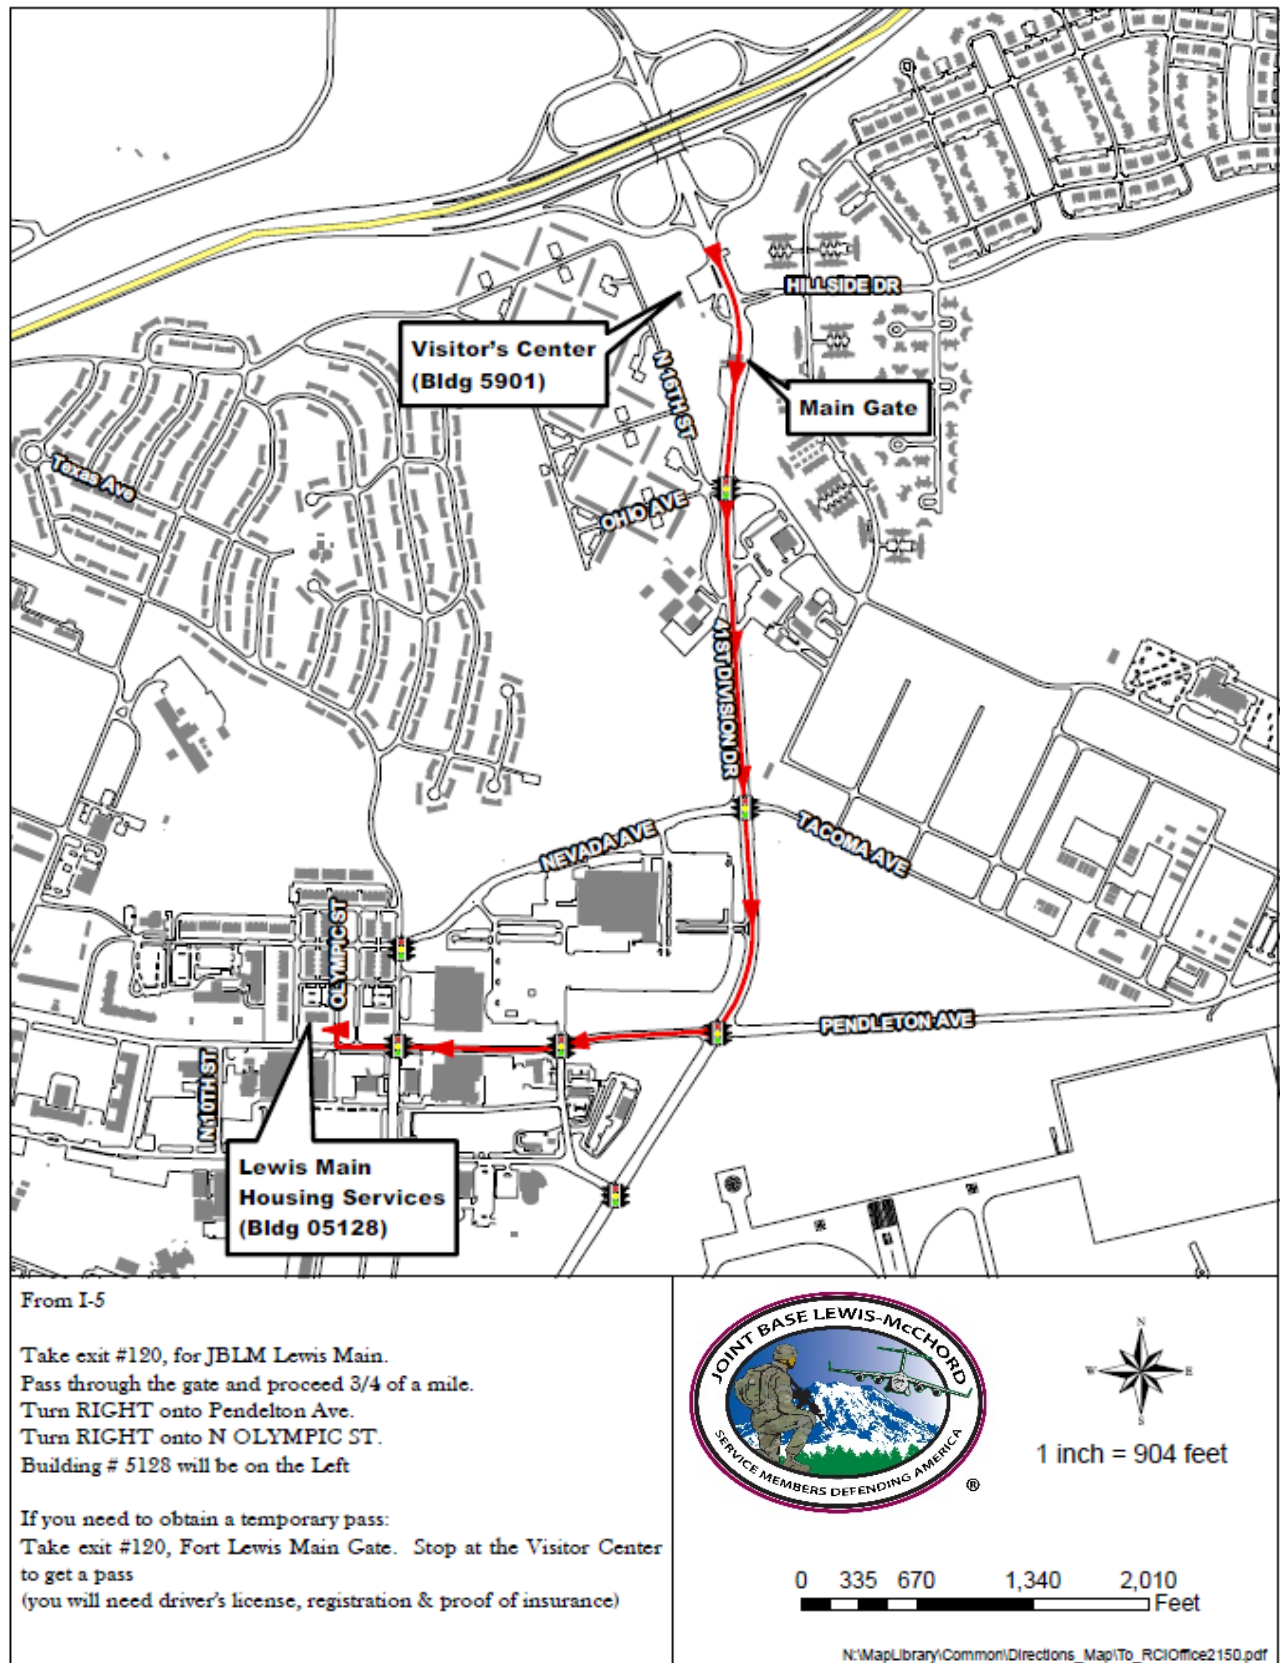 HILLSIDE DR
Visitor's Center
(Bldg 5901)
N 16TH ST
Main Gate
Texas Ave
OHIO AVE
41ST DIVISION DR
NEVADA AVE
TACOMA AVE
OLYMPIC ST
PENDLETON AVE
N 10TH ST
Lewis Main
Housing Services
(Bldg 05128)
From I-5
Take exit #120, for JBLM Lewis Main.
Pass through the gate and proceed 3/4 of a mile.
Turn RIGHT onto Pendelton Ave.
Turn RIGHT onto N OLYMPIC ST.
Building # 5128 will be on the Left
If you need to obtain a temporary pass:
Take exit #120, Fort Lewis Main Gate. Stop at the Visitor Center
to get a pass
(you will need driver's license, registration & proof of insurance)
JOINT BASE LEWIS-McCHORD
SERVICE MEMBERS DEFENDING AMERICA
®
N
W E
S
1 inch = 904 feet
0 335 670 1,340 2,010
Feet
N:\MapLibrary\Common\Directions_Map\To_RCIOffice2150.pdf